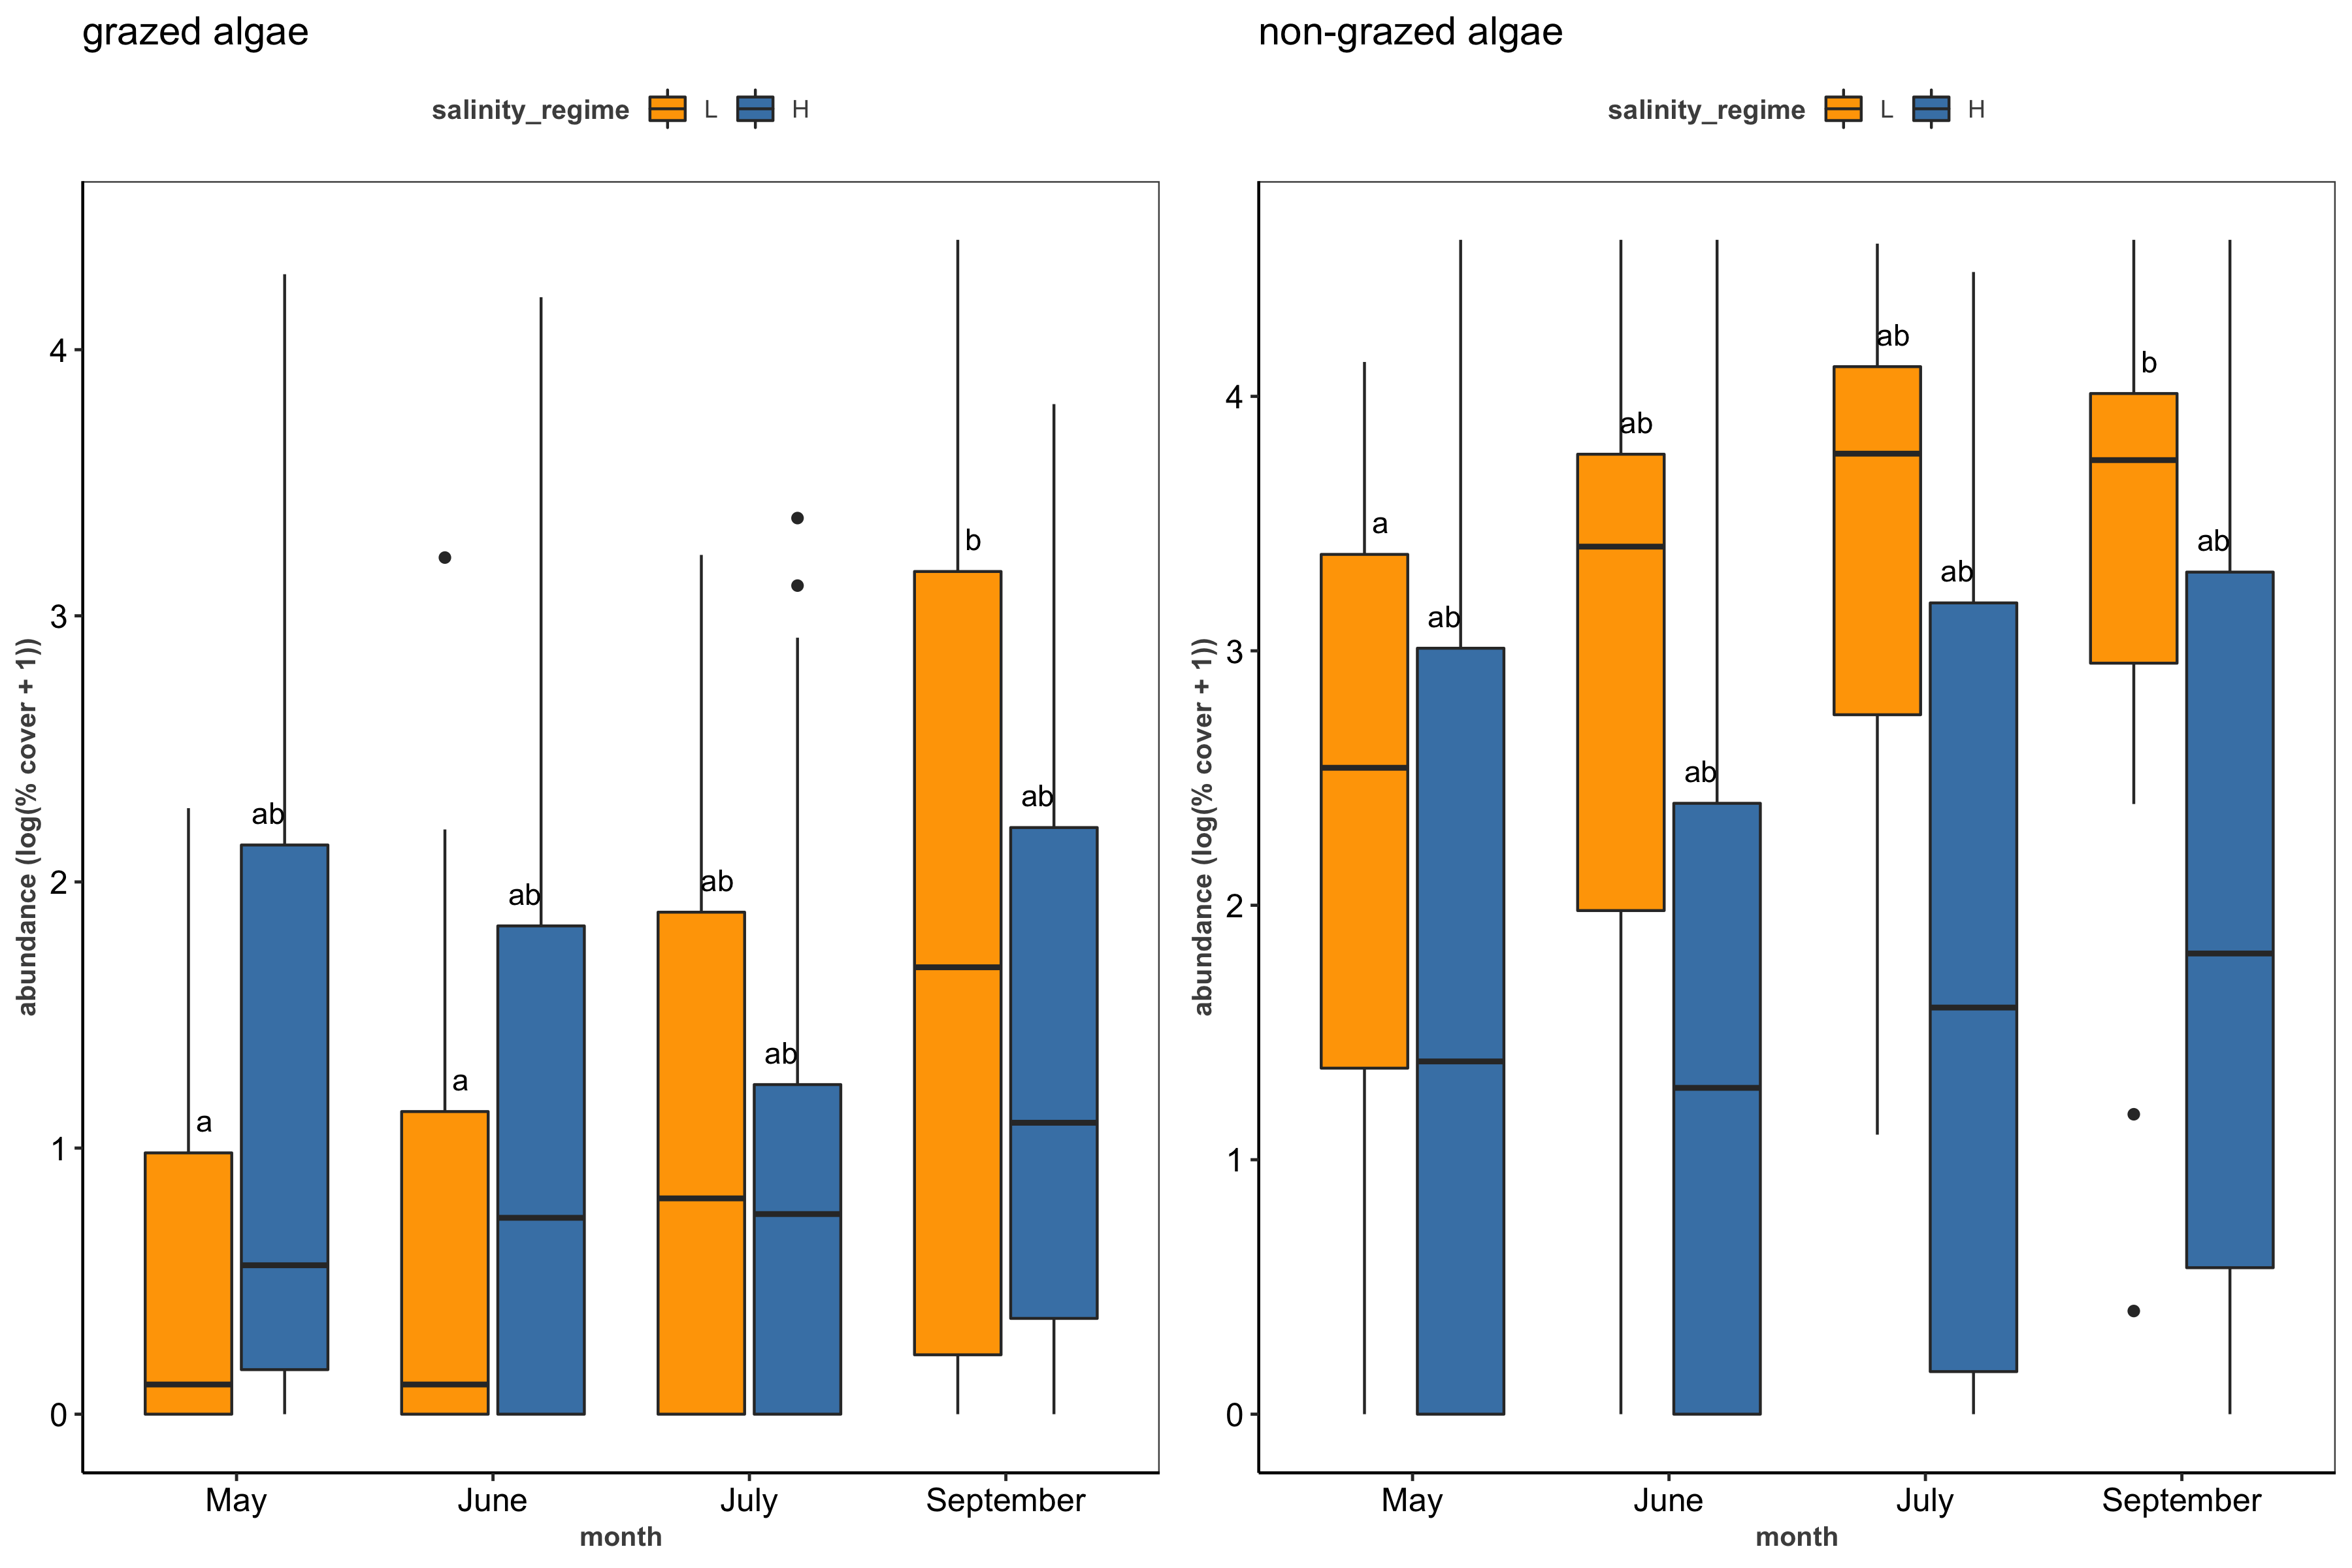 grazed algae
salinity_regime L H
abundance (log(% cover + 1))
4
3
2
1
0
a
ab
a
ab
ab
ab
b
ab
May June July September
month
non-grazed algae
salinity_regime L H
abundance (log(% cover + 1))
4
3
2
1
0
a
ab
ab
ab
ab
ab
b
ab
May June July September
month